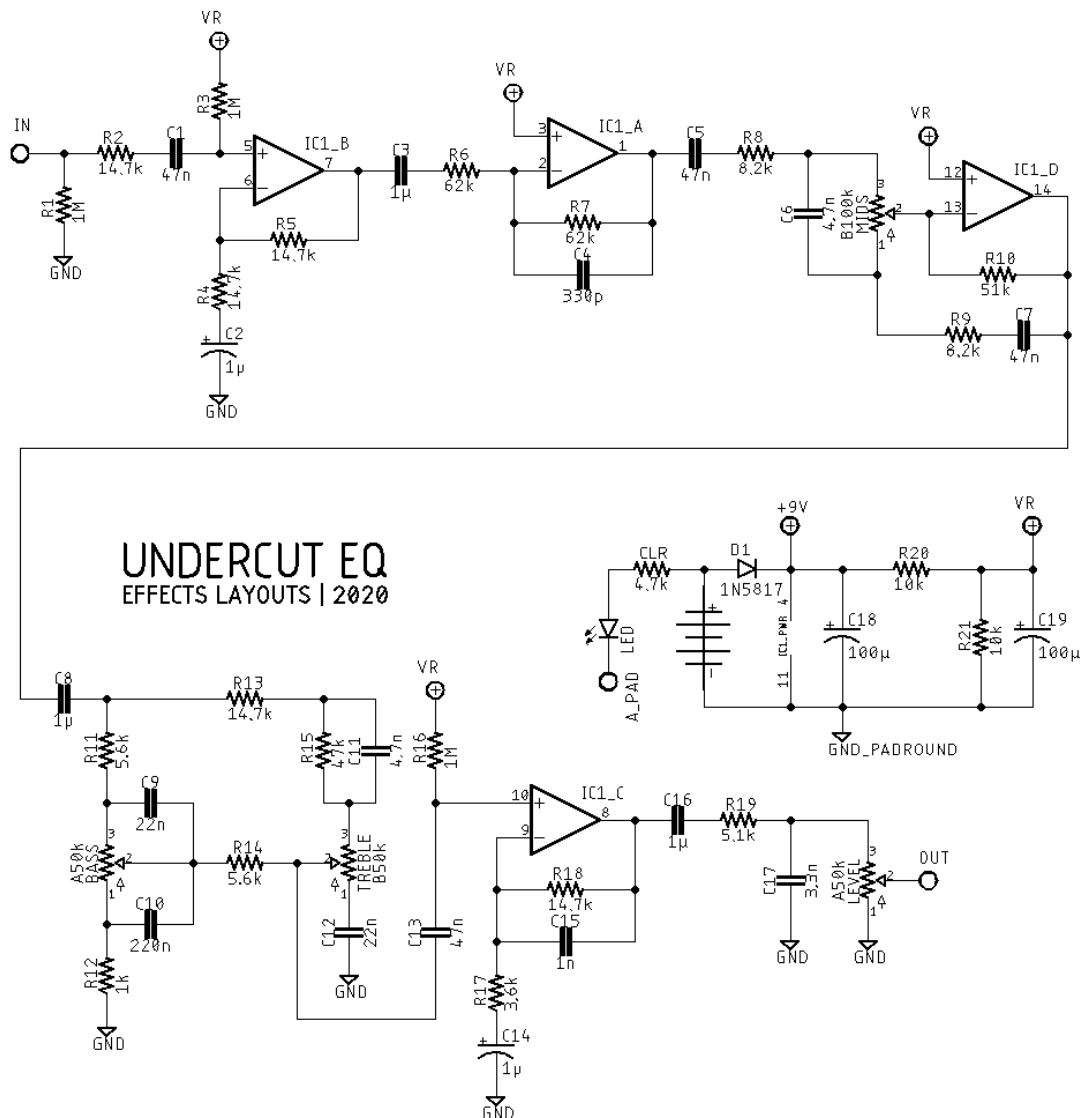 VR
IN
R3
1M
R2
14.7k
C1
47n
R1
1M
GND
5
6
7
IC1_B
R5
14.7k
R4
14.7k
C2
1µ
GND
C3
1µ
R6
62k
VR
3
2
1
IC1_A
R7
62k
C4
330p
C5
47n
R8
8.2k
C6
4.7n
B100k
MIDS
3
2
1
VR
12
13
14
IC1_D
R10
51k
R9
8.2k
C7
47n
UNDERCUT EQ
EFFECTS LAYOUTS | 2020
CLR
4.7k
LED
A_PAD
D1
1N5817
+9V
IC1_PWR
4
11
C18
100µ
R20
10k
R21
10k
VR
C19
100µ
GND_PADROUND
C8
1µ
R11
5.6k
C9
22n
A50k
BASS
3
2
1
C10
220n
R12
1k
GND
R13
14.7k
R15
4.7k
C11
4.7n
R14
5.6k
TREBLE
B50k
3
2
1
C12
22n
GND
VR
R16
1M
C13
47n
10
9
8
IC1_C
R18
14.7k
C15
1n
R17
3.6k
C14
1µ
GND
C16
1µ
R19
5.1k
C17
3.3n
GND
A50k
LEVEL
3
2
1
GND
OUT